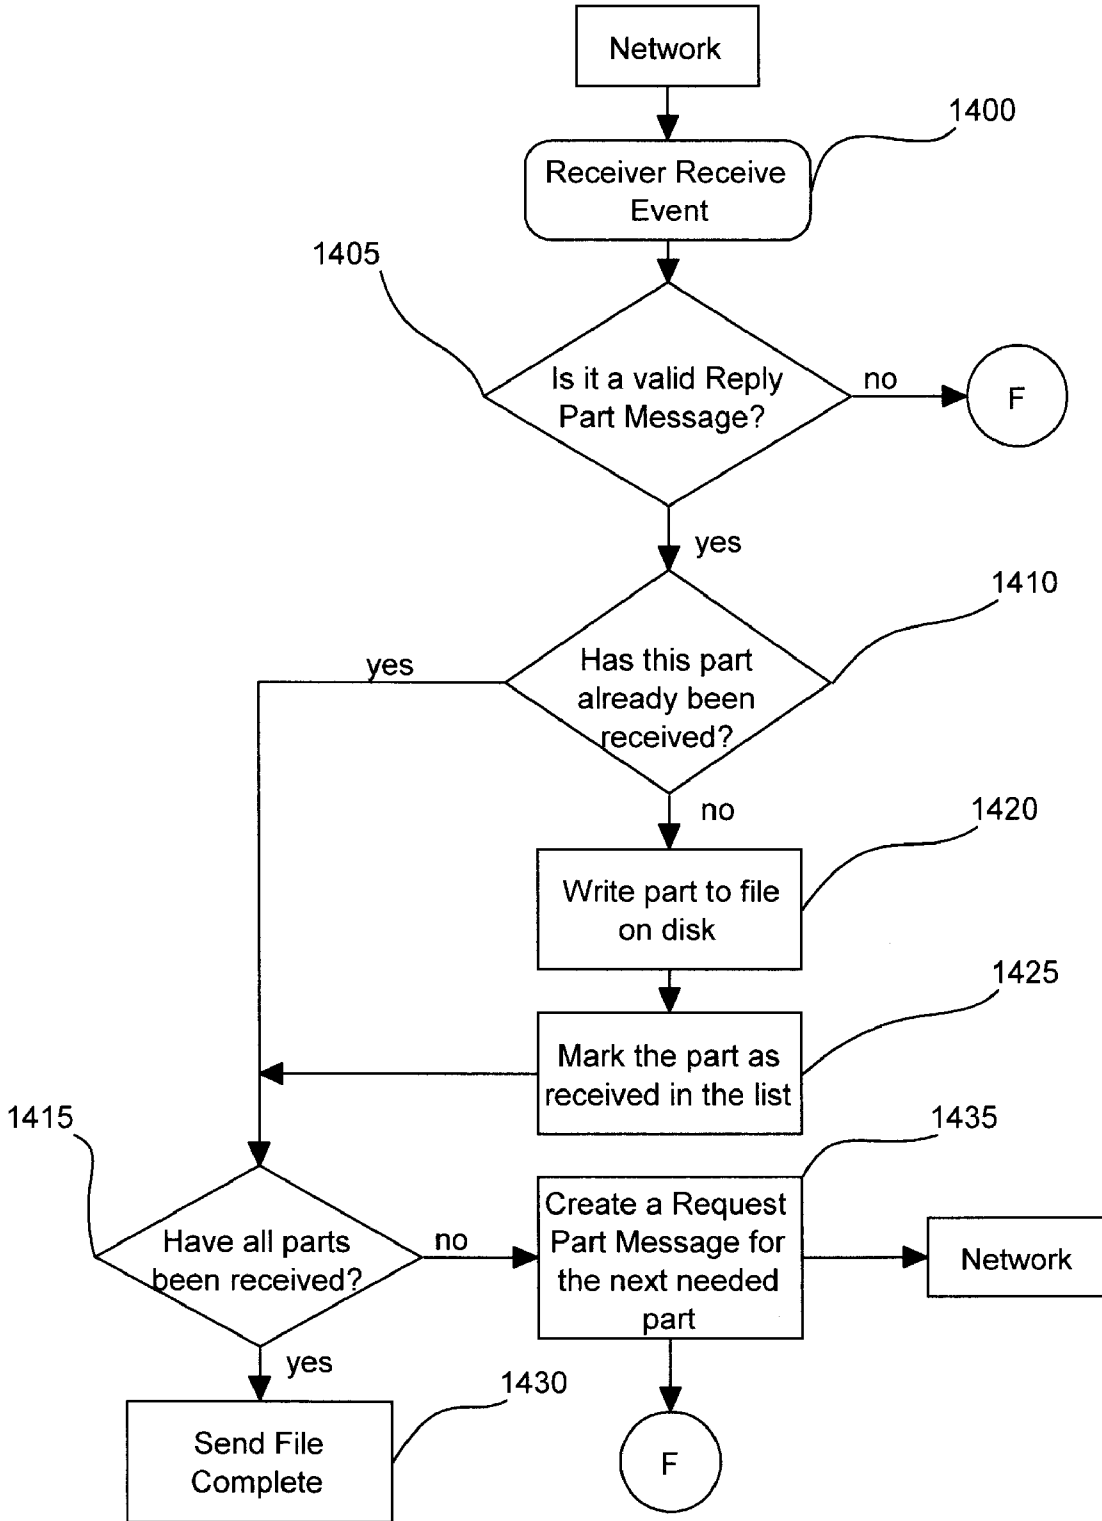 Network
1400
Receiver Receive
Event
1405
Is it a valid Reply
Part Message?
no
F
yes
1410
Has this part
already been
received?
yes
no
1420
Write part to file
on disk
1425
Mark the part as
received in the list
1415
1435
Have all parts
been received?
no
Create a Request
Part Message for
the next needed
part
Network
yes
1430
Send File
Complete
F